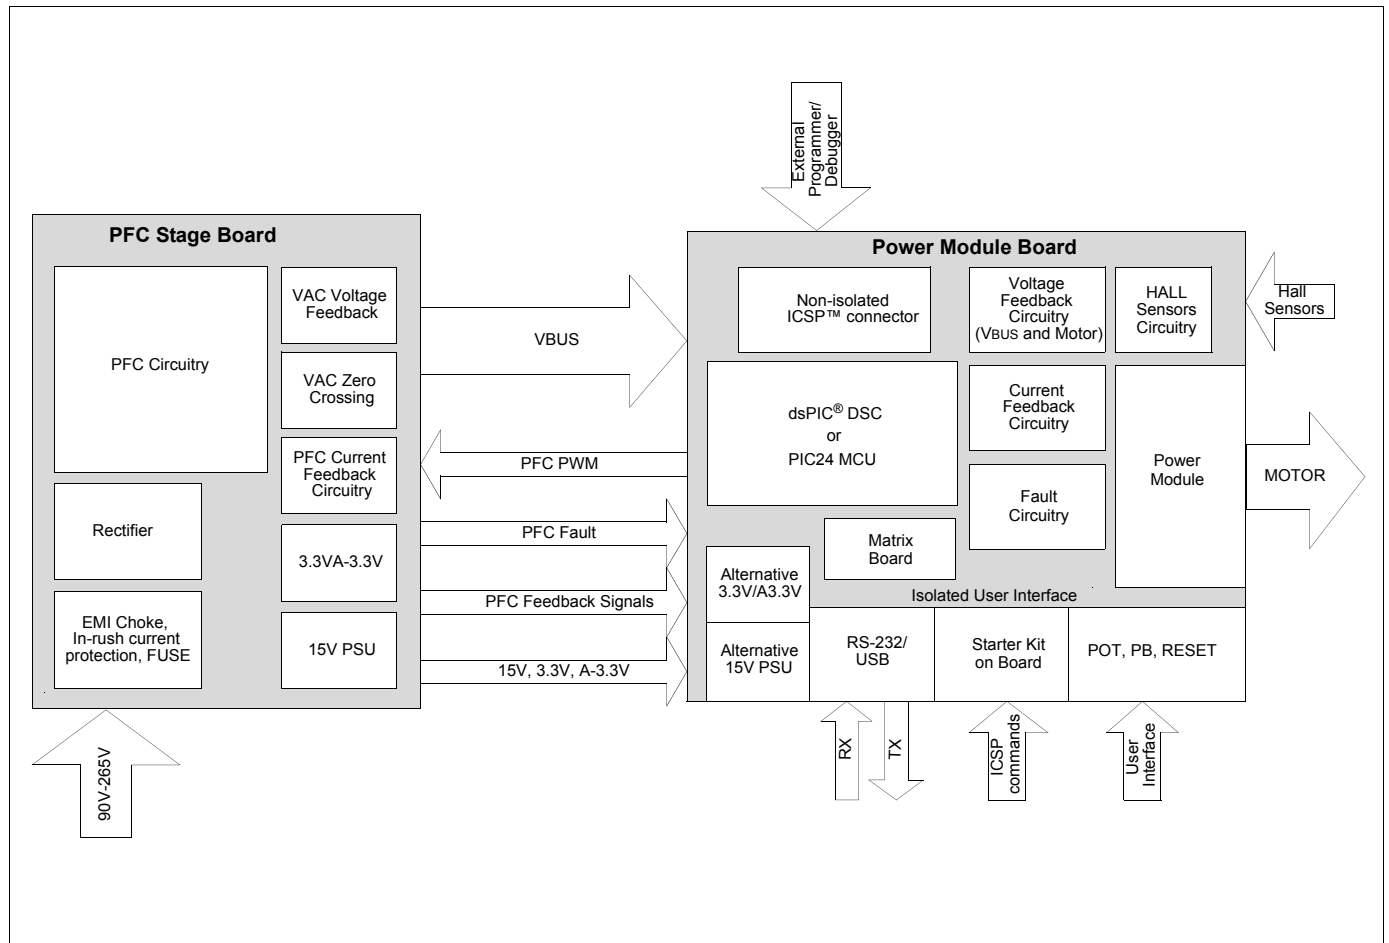 External
Programmer/
Debugger
PFC Stage Board
PFC Circuitry
VAC Voltage
Feedback
VAC Zero
Crossing
PFC Current
Feedback
Circuitry
Rectifier
3.3VA-3.3V
EMI Choke,
In-rush current
protection, FUSE
15V PSU
90V-265V
VBUS
PFC PWM
PFC Fault
PFC Feedback Signals
15V, 3.3V, A-3.3V
Power Module Board
Non-isolated
ICSP™ connector
Voltage
Feedback
Circuitry
(VBUS and Motor)
HALL
Sensors
Circuitry
Hall
Sensors
dsPIC® DSC
or
PIC24 MCU
Current
Feedback
Circuitry
Power
Module
MOTOR
Fault
Circuitry
Matrix
Board
Alternative
3.3V/A3.3V
Isolated User Interface
Alternative
15V PSU
RS-232/
USB
Starter Kit
on Board
POT, PB, RESET
RX
TX
ICSP
commands
User
Interface